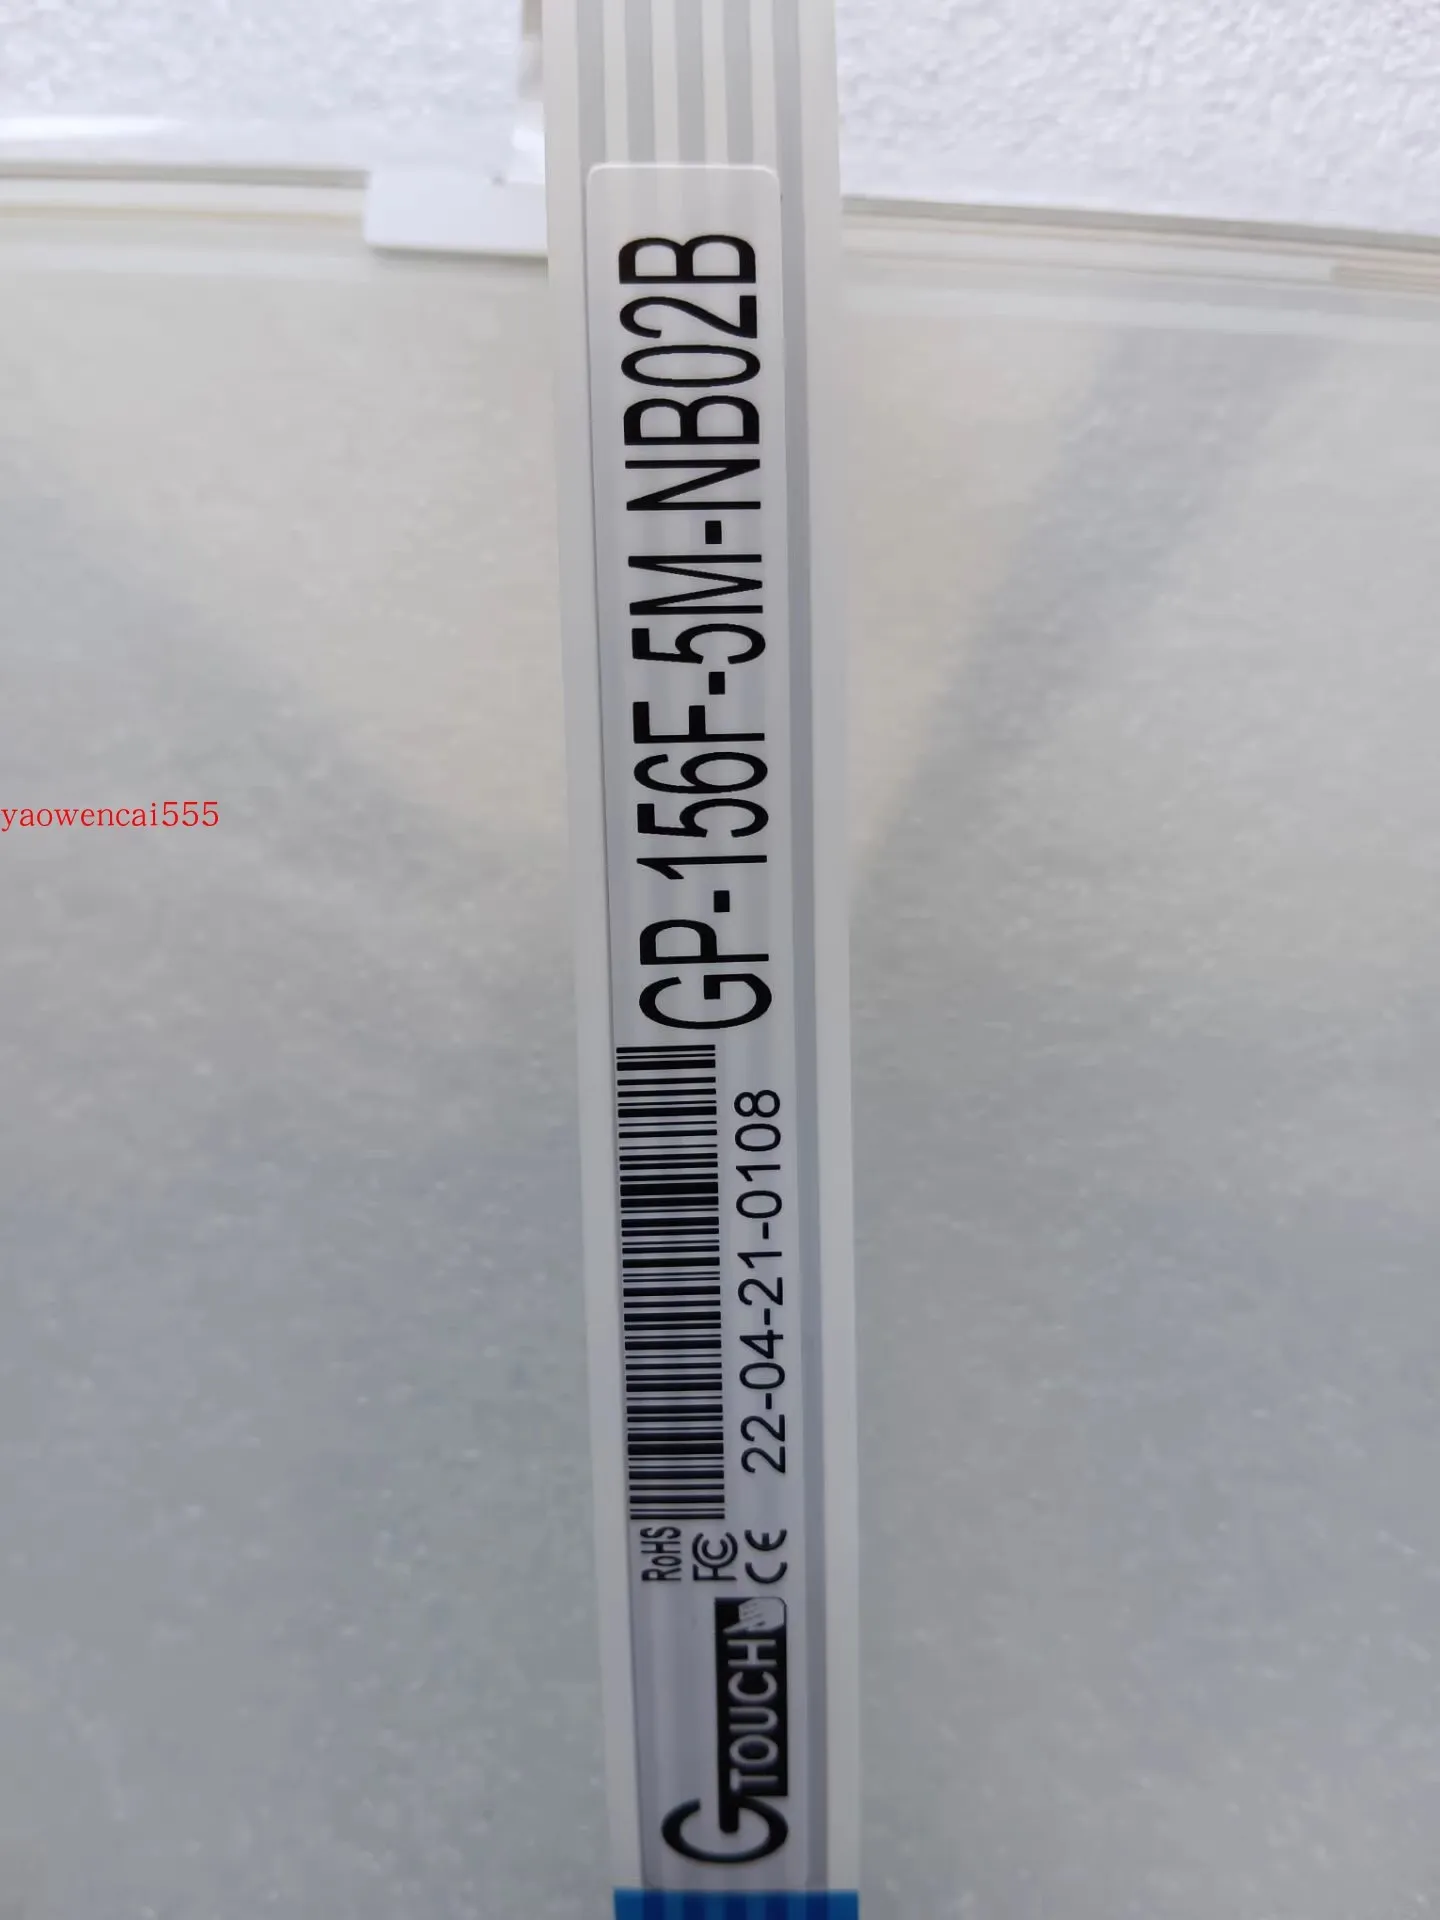 GTOUCH
RoHS
FC
CE
GP-156F-5M-NB02B
22-04-21-0108
yaowencai555